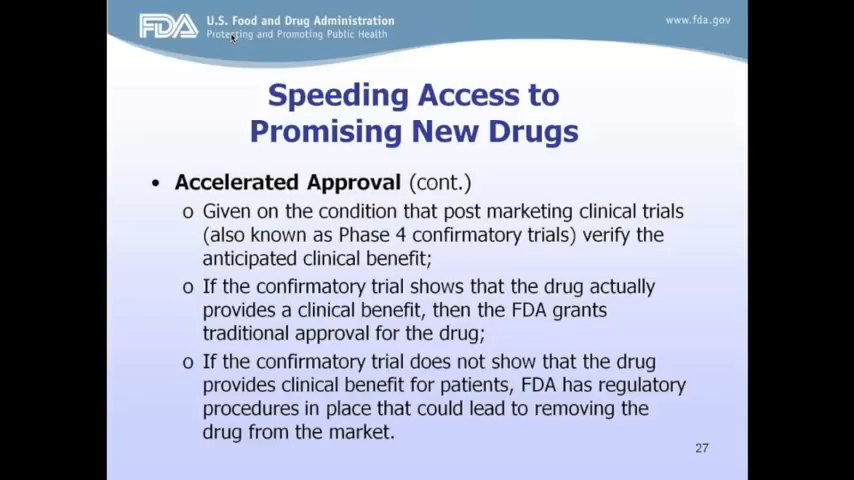 FDA U.S. Food and Drug Administration www.fda.gov
Protecting and Promoting Public Health
Speeding Access to
Promising New Drugs
• Accelerated Approval (cont.)
o Given on the condition that post marketing clinical trials
(also known as Phase 4 confirmatory trials) verify the
anticipated clinical benefit;
o If the confirmatory trial shows that the drug actually
provides a clinical benefit, then the FDA grants
traditional approval for the drug;
o If the confirmatory trial does not show that the drug
provides clinical benefit for patients, FDA has regulatory
procedures in place that could lead to removing the
drug from the market.
27